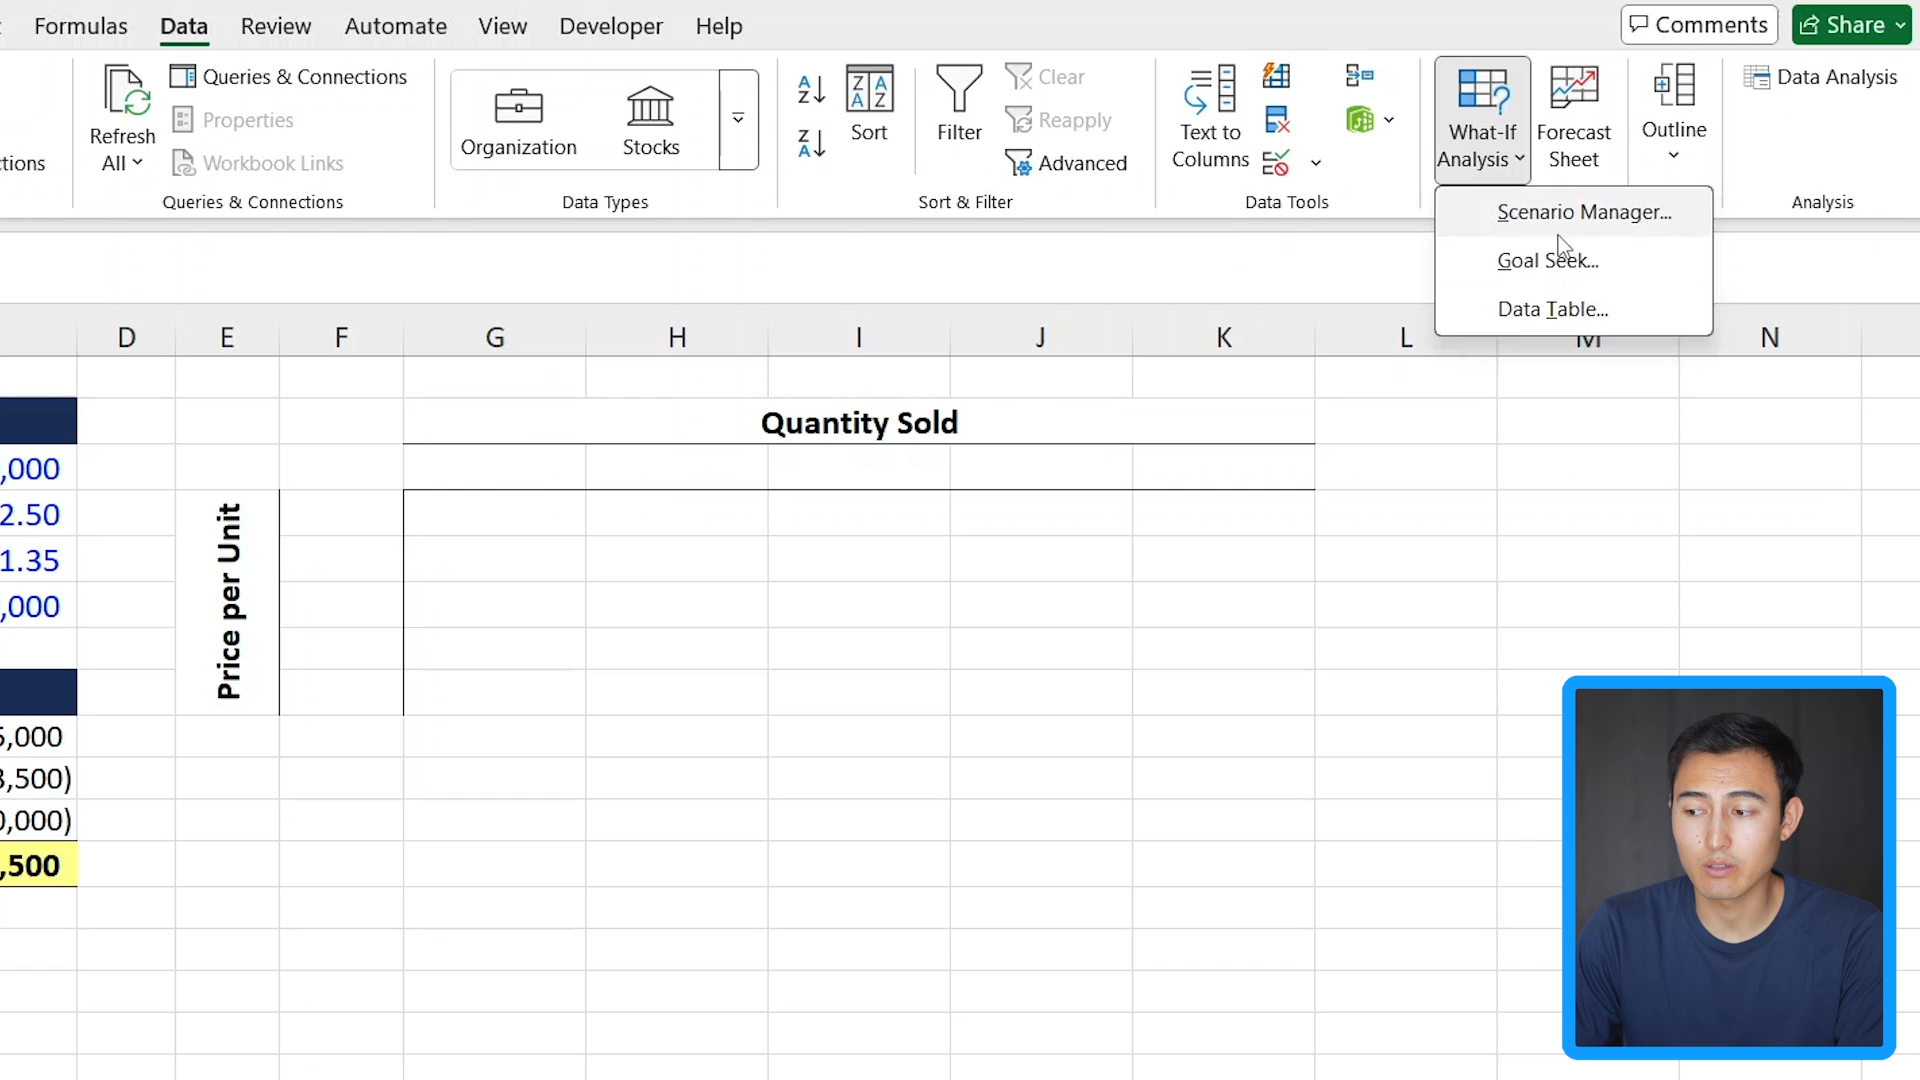 Formulas Data Review Automate View Developer Help Comments Share
Refresh All
Queries & Connections
Properties
Workbook Links
Queries & Connections
Organization
Stocks
Data Types
Sort
Filter
Clear
Reapply
Advanced
Sort & Filter
Text to Columns
Data Tools
What-If Analysis
Forecast Sheet
Outline
Data Analysis
Analysis
Scenario Manager...
Goal Seek...
Data Table...
D E F G H I J K L M N
Quantity Sold
,000
2.50
1.35
,000
Price per Unit
5,000
3,500)
0,000)
,500